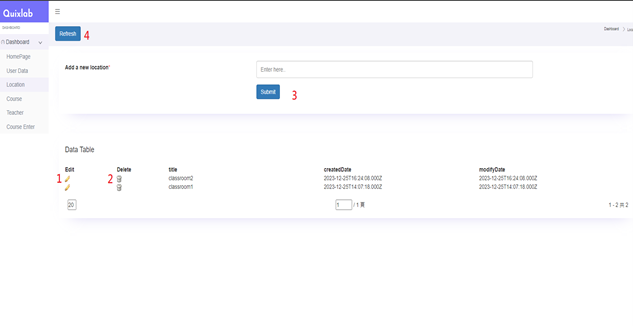 Quixlab
DASHBOARD
Dashboard
HomePage
User Data
Location
Course
Teacher
Course Enter
Refresh
4
Dashboard
Add a new location*
Enter here..
Submit
3
Data Table
Edit Delete title createdDate modifyDate
1 2 classroom2 2023-12-25T16:24:08.000Z 2023-12-25T16:24:08.000Z
classroom1 2023-12-25T14:07:18.000Z 2023-12-25T14:07:18.000Z
20 1 / 1 頁 1 - 2 共 2